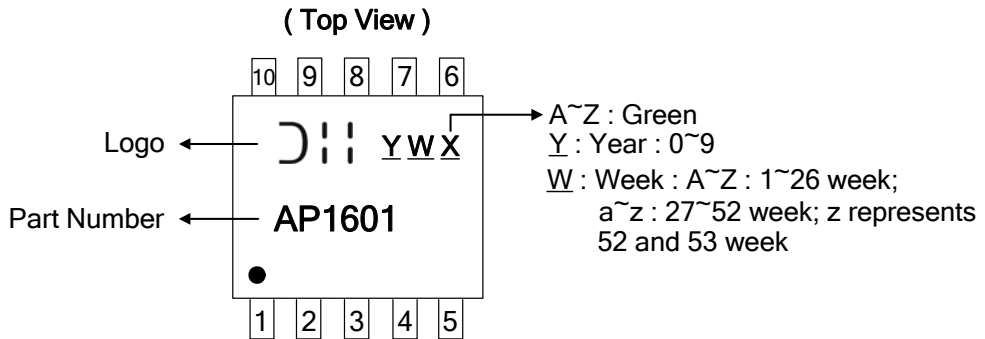 ( Top View )
10 9 8 7 6
Logo
Y W X
A~Z : Green
Y : Year : 0~9
W : Week : A~Z : 1~26 week;
a~z : 27~52 week; z represents
52 and 53 week
Part Number
AP1601
1 2 3 4 5